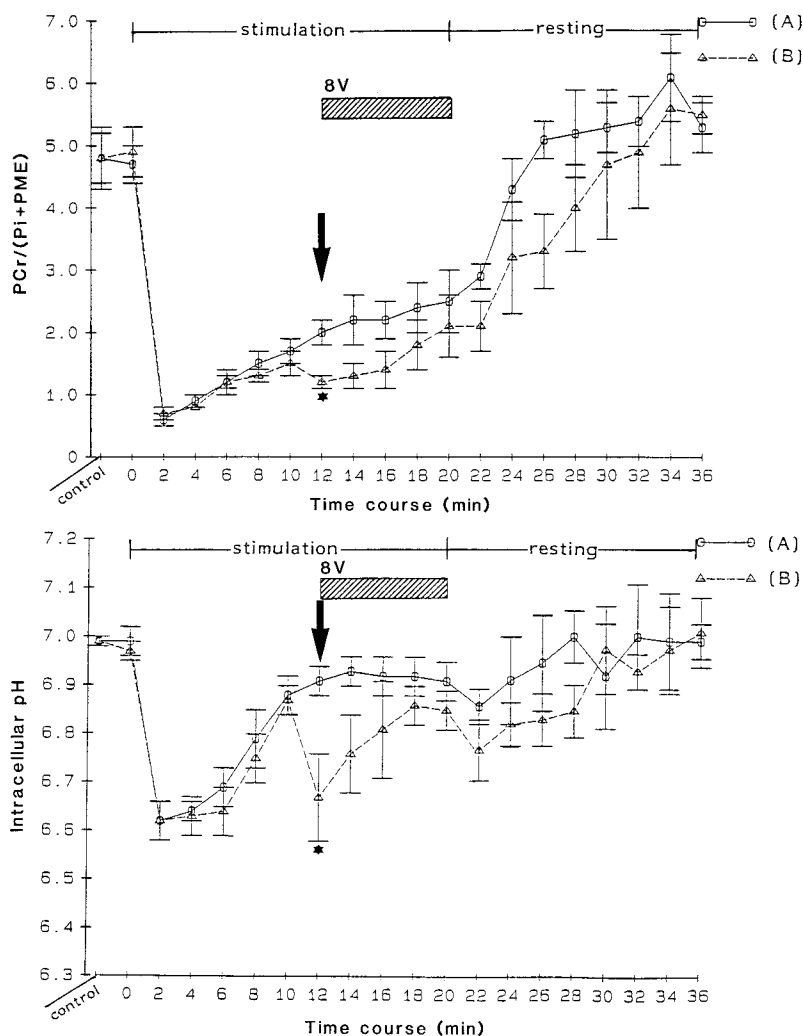 7.0
stimulation
resting
(A)
(B)
6.0
8V
5.0
4.0
3.0
2.0
1.0
0
PCr/(Pi+PME)
control
0 2 4 6 8 10 12 14 16 18 20 22 24 26 28 30 32 34 36
Time course (min)
7.2
stimulation
resting
(A)
(B)
8V
7.1
7.0
6.9
6.8
6.7
6.6
6.5
6.4
6.3
Intracellular pH
control
0 2 4 6 8 10 12 14 16 18 20 22 24 26 28 30 32 34 36
Time course (min)